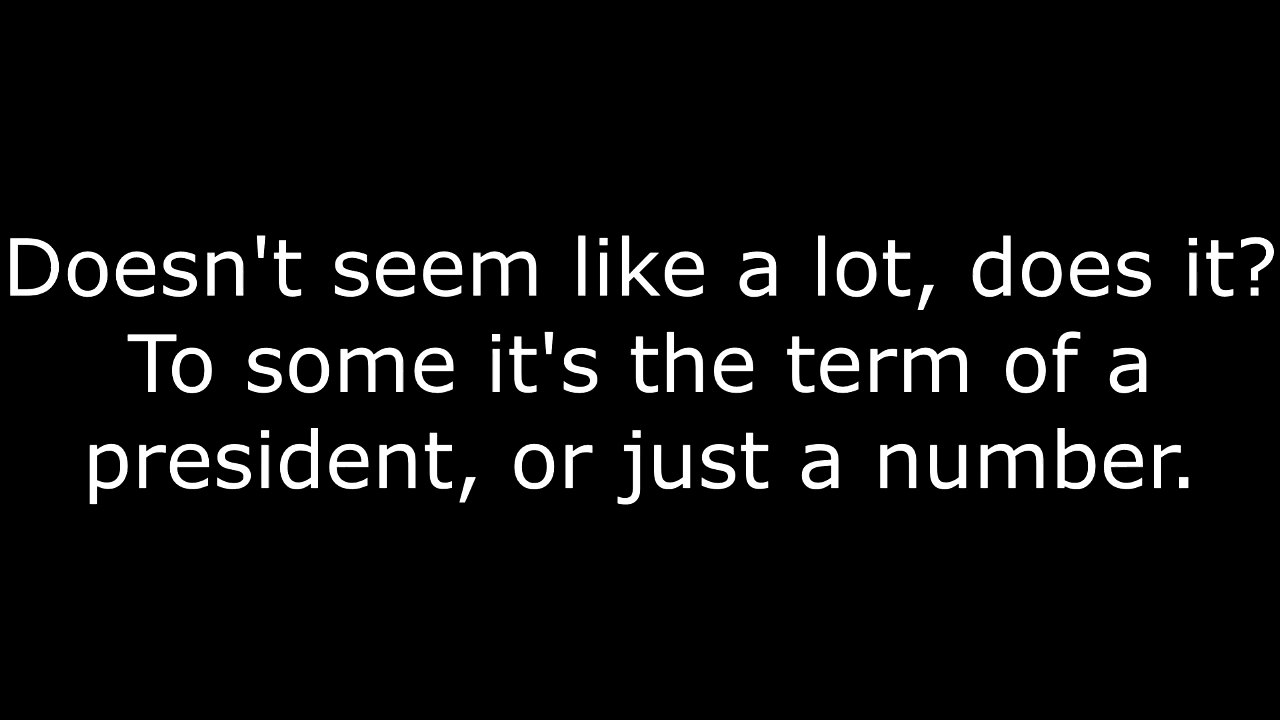 Doesn't seem like a lot, does it?
To some it's the term of a
president, or just a number.